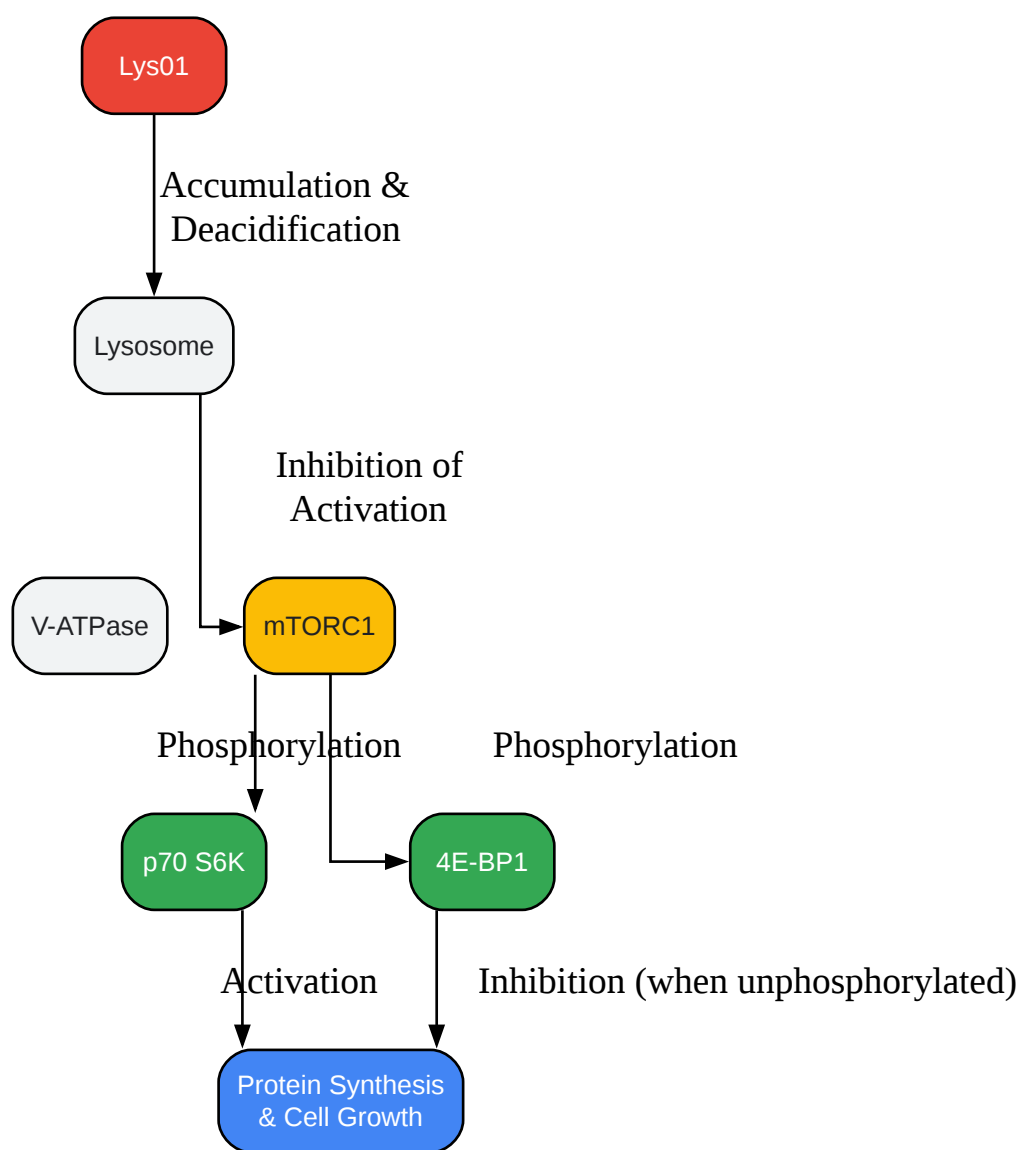 Lys01
Accumulation &
Deacidification
Lysosome
Inhibition of
Activation
V-ATPase
mTORC1
Phosphorylation
Phosphorylation
p70 S6K
4E-BP1
Activation
Inhibition (when unphosphorylated)
Protein Synthesis
& Cell Growth